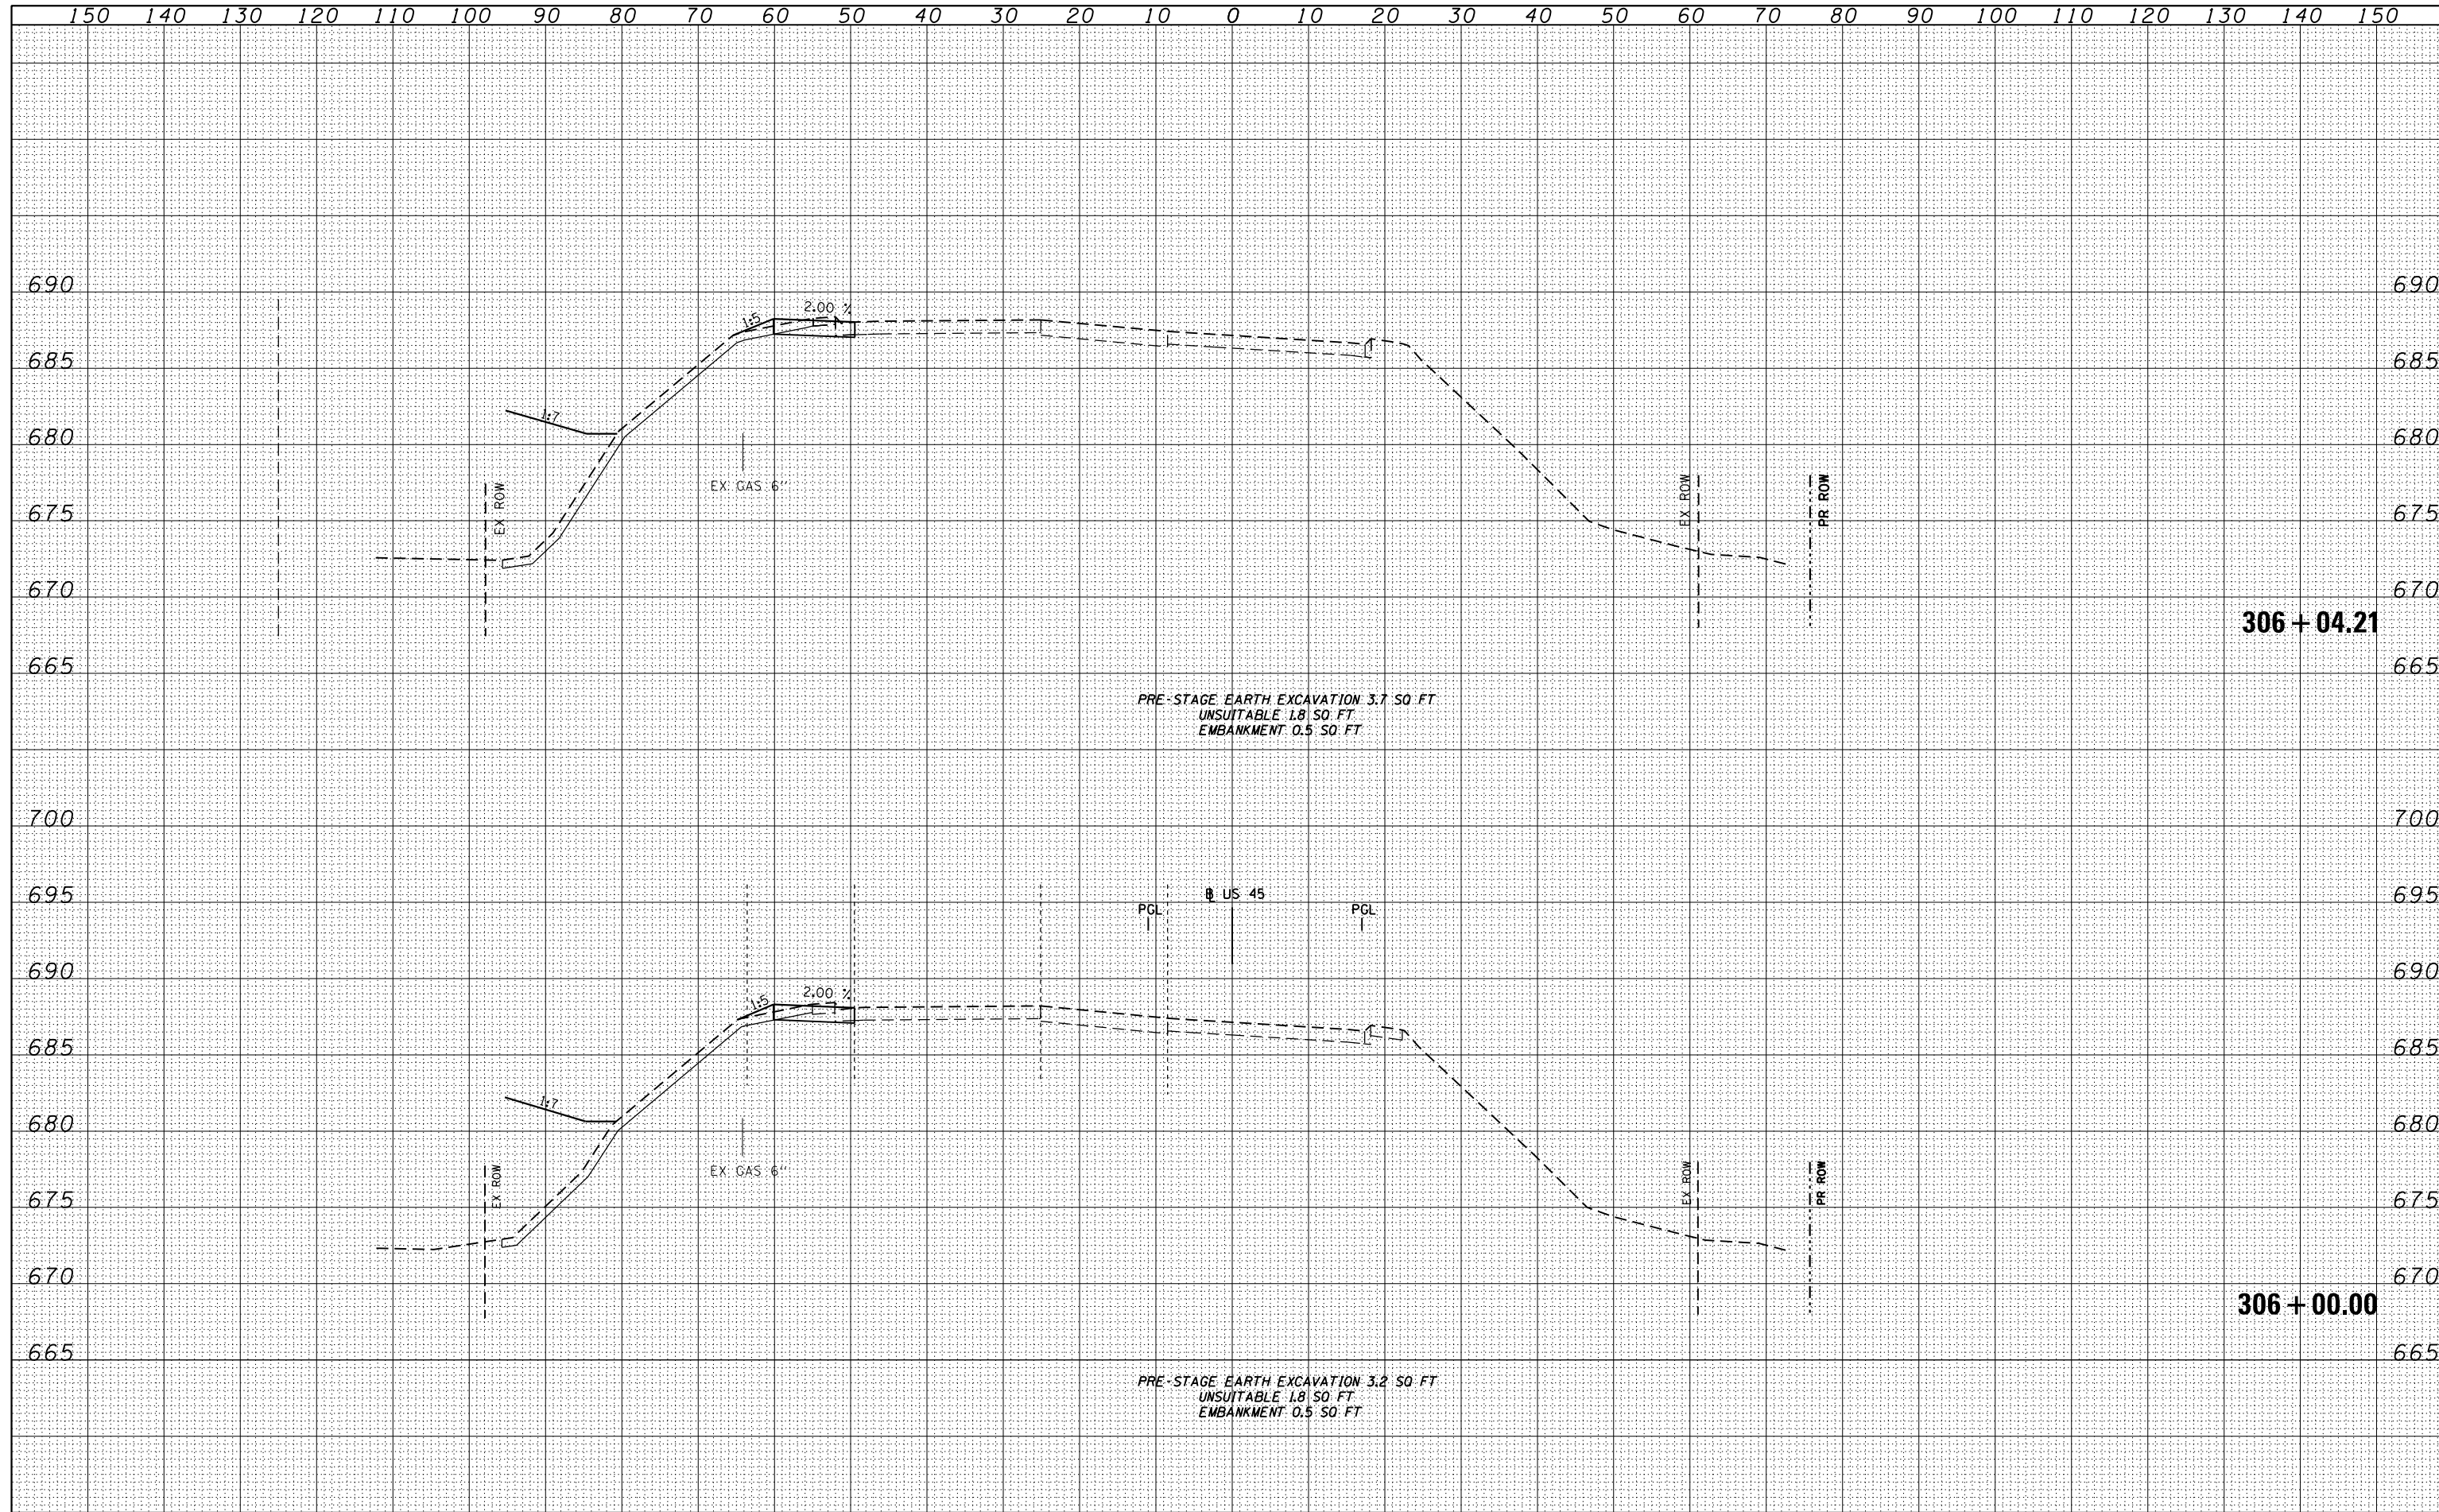 150 140 130 120 110 100 90 80 70 60 50 40 30 20 10 0 10 20 30 40 50 60 70 80 90 100 110 120 130 140 150
690 690
1:5 2.00 %
685 685
1:7
680 680
EX GAS 6''
EX ROW
EX ROW
PR ROW
675 675
670 670
306+04.21
665 665
PRE-STAGE EARTH EXCAVATION 3.7 SQ FT
UNSUITABLE 1.8 SQ FT
EMBANKMENT 0.5 SQ FT
700 700
695 695
℄ US 45
PGL PGL
690 690
1:5 2.00 %
685 685
1:7
680 680
EX GAS 6''
EX ROW
EX ROW
PR ROW
675 675
670 670
306+00.00
665 665
PRE-STAGE EARTH EXCAVATION 3.2 SQ FT
UNSUITABLE 1.8 SQ FT
EMBANKMENT 0.5 SQ FT